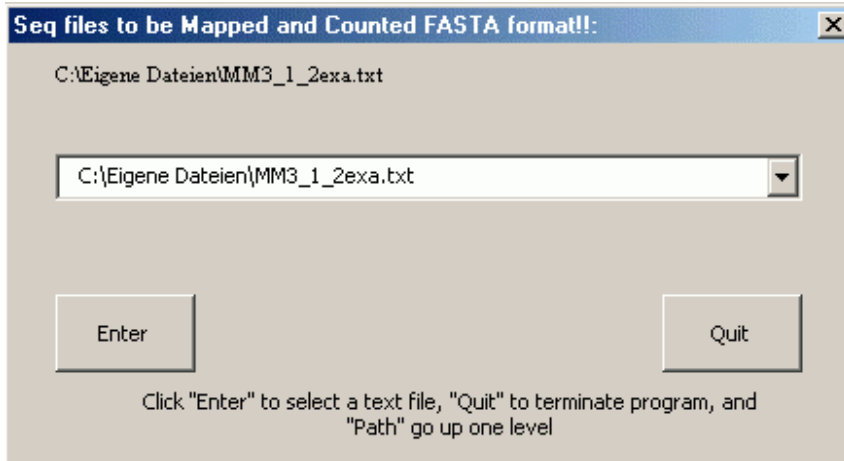 Seq files to be Mapped and Counted FASTA format!!:
C:\Eigene Dateien\MM3_1_2exa.txt
C:\Eigene Dateien\MM3_1_2exa.txt
Enter
Quit
Click "Enter" to select a text file, "Quit" to terminate program, and
"Path" go up one level